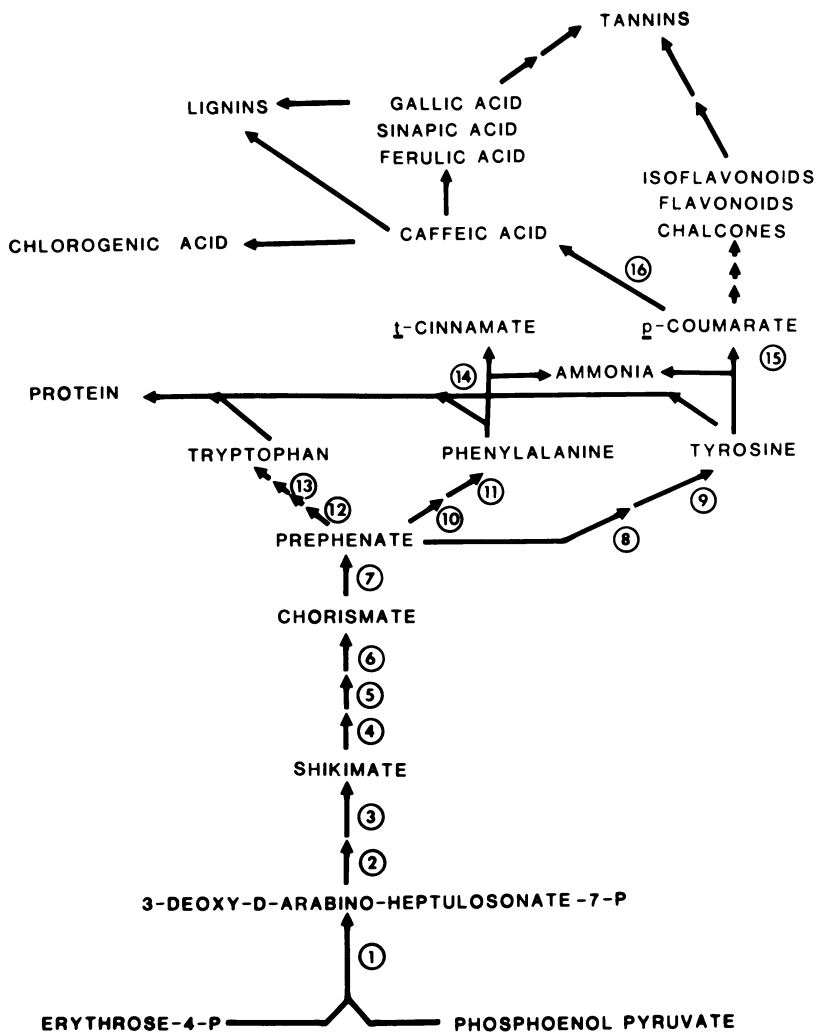 TANNINS
LIGNINS
GALLIC ACID
SINAPIC ACID
FERULIC ACID
ISOFLAVONOIDS
FLAVONOIDS
CHALCONES
CHLOROGENIC ACID
CAFFEIC ACID
16
t-CINNAMATE
p-COUMARATE
15
14
AMMONIA
PROTEIN
TRYPTOPHAN
PHENYLALANINE
TYROSINE
13
11
9
12
10
8
PREPHENATE
7
CHORISMATE
6
5
4
SHIKIMATE
3
2
3-DEOXY-D-ARABINO-HEPTULOSONATE-7-P
1
ERYTHROSE-4-P
PHOSPHOENOL PYRUVATE